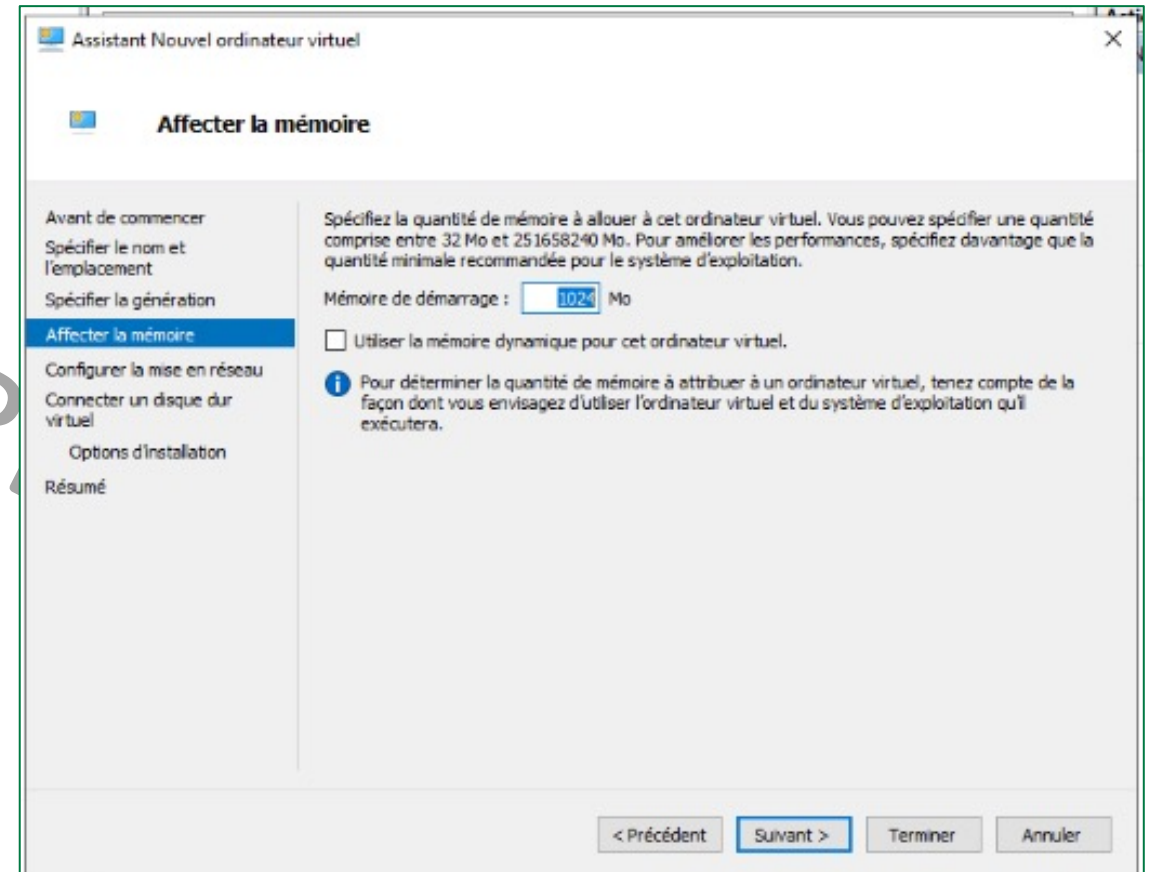 Assistant Nouvel ordinateur virtuel
Affecter la mémoire
Avant de commencer
Spécifier le nom et
l'emplacement
Spécifier la génération
Affecter la mémoire
Configurer la mise en réseau
Connecter un disque dur
virtuel
Options d'installation
Résumé
Spécifiez la quantité de mémoire à allouer à cet ordinateur virtuel. Vous pouvez spécifier une quantité
comprise entre 32 Mo et 251658240 Mo. Pour améliorer les performances, spécifiez davantage que la
quantité minimale recommandée pour le système d'exploitation.
Mémoire de démarrage : 1024 Mo
Utiliser la mémoire dynamique pour cet ordinateur virtuel.
Pour déterminer la quantité de mémoire à attribuer à un ordinateur virtuel, tenez compte de la
façon dont vous envisagez d'utiliser l'ordinateur virtuel et du système d'exploitation qu'il
exécutera.
< Précédent Suivant > Terminer Annuler